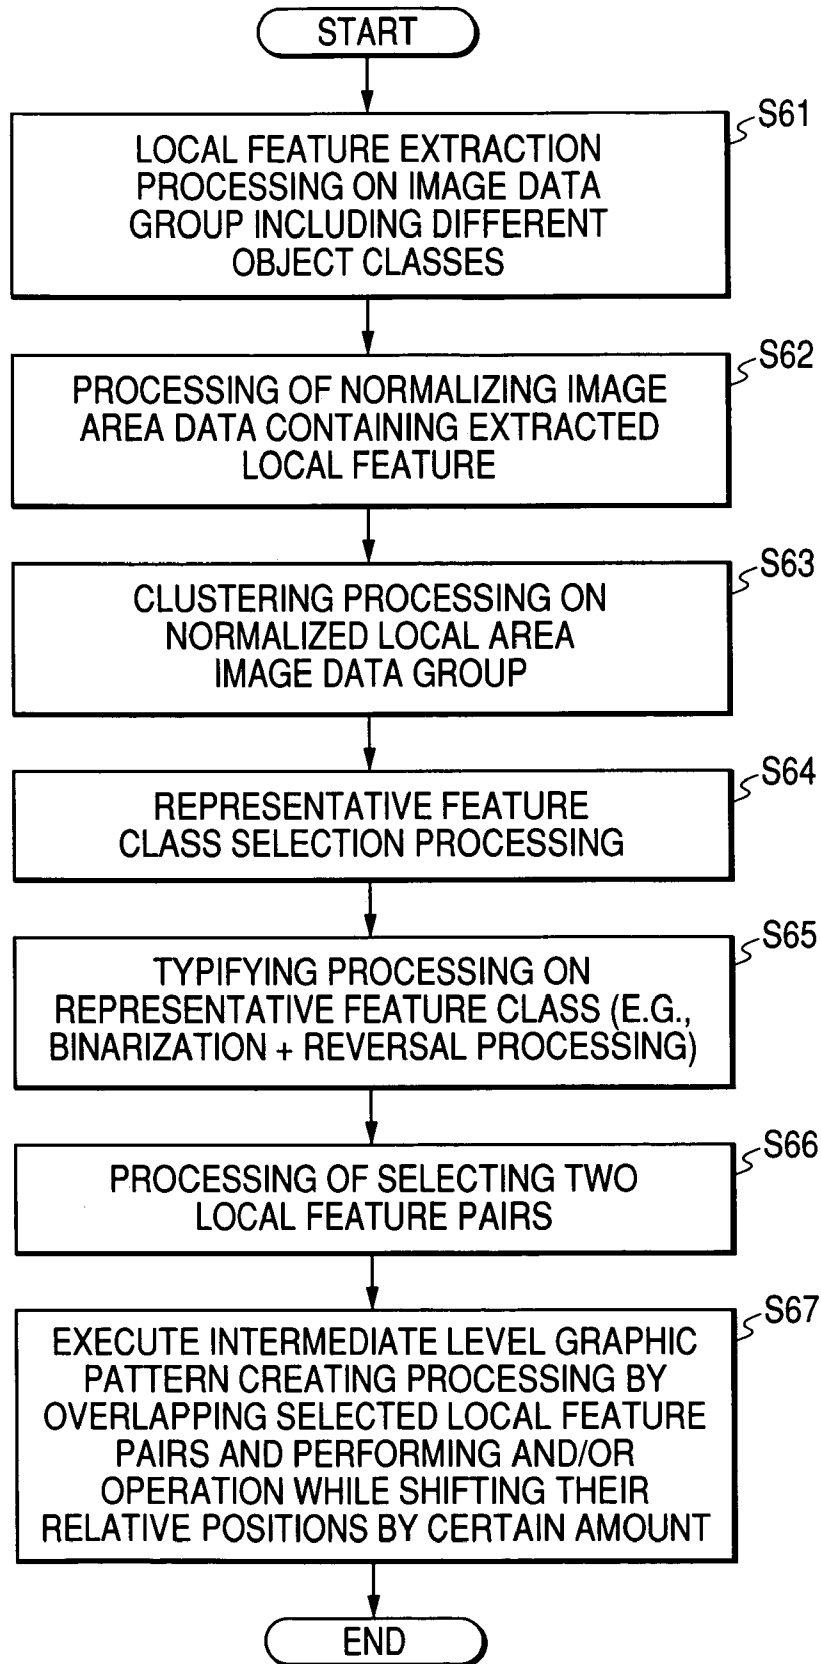 START
S61
LOCAL FEATURE EXTRACTION
PROCESSING ON IMAGE DATA
GROUP INCLUDING DIFFERENT
OBJECT CLASSES
S62
PROCESSING OF NORMALIZING IMAGE
AREA DATA CONTAINING EXTRACTED
LOCAL FEATURE
S63
CLUSTERING PROCESSING ON
NORMALIZED LOCAL AREA
IMAGE DATA GROUP
S64
REPRESENTATIVE FEATURE
CLASS SELECTION PROCESSING
S65
TYPIFYING PROCESSING ON
REPRESENTATIVE FEATURE CLASS (E.G.,
BINARIZATION + REVERSAL PROCESSING)
S66
PROCESSING OF SELECTING TWO
LOCAL FEATURE PAIRS
S67
EXECUTE INTERMEDIATE LEVEL GRAPHIC
PATTERN CREATING PROCESSING BY
OVERLAPPING SELECTED LOCAL FEATURE
PAIRS AND PERFORMING AND/OR
OPERATION WHILE SHIFTING THEIR
RELATIVE POSITIONS BY CERTAIN AMOUNT
END